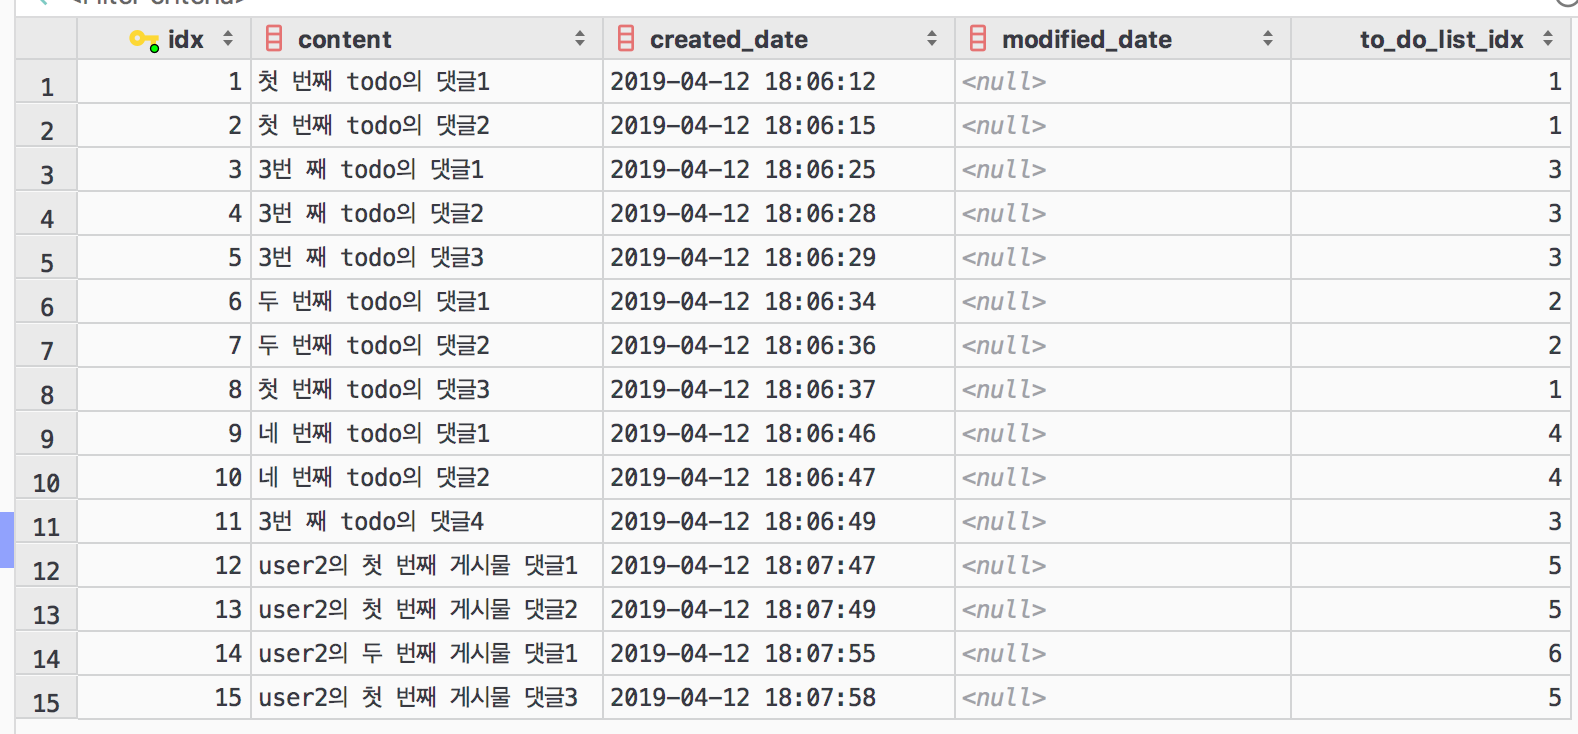 <Filter criteria>
idx content created_date modified_date to_do_list_idx
1 1 첫 번째 todo의 댓글1 2019-04-12 18:06:12 <null> 1
2 2 첫 번째 todo의 댓글2 2019-04-12 18:06:15 <null> 1
3 3 3번 째 todo의 댓글1 2019-04-12 18:06:25 <null> 3
4 4 3번 째 todo의 댓글2 2019-04-12 18:06:28 <null> 3
5 5 3번 째 todo의 댓글3 2019-04-12 18:06:29 <null> 3
6 6 두 번째 todo의 댓글1 2019-04-12 18:06:34 <null> 2
7 7 두 번째 todo의 댓글2 2019-04-12 18:06:36 <null> 2
8 8 첫 번째 todo의 댓글3 2019-04-12 18:06:37 <null> 1
9 9 네 번째 todo의 댓글1 2019-04-12 18:06:46 <null> 4
10 10 네 번째 todo의 댓글2 2019-04-12 18:06:47 <null> 4
11 11 3번 째 todo의 댓글4 2019-04-12 18:06:49 <null> 3
12 12 user2의 첫 번째 게시물 댓글1 2019-04-12 18:07:47 <null> 5
13 13 user2의 첫 번째 게시물 댓글2 2019-04-12 18:07:49 <null> 5
14 14 user2의 두 번째 게시물 댓글1 2019-04-12 18:07:55 <null> 6
15 15 user2의 첫 번째 게시물 댓글3 2019-04-12 18:07:58 <null> 5